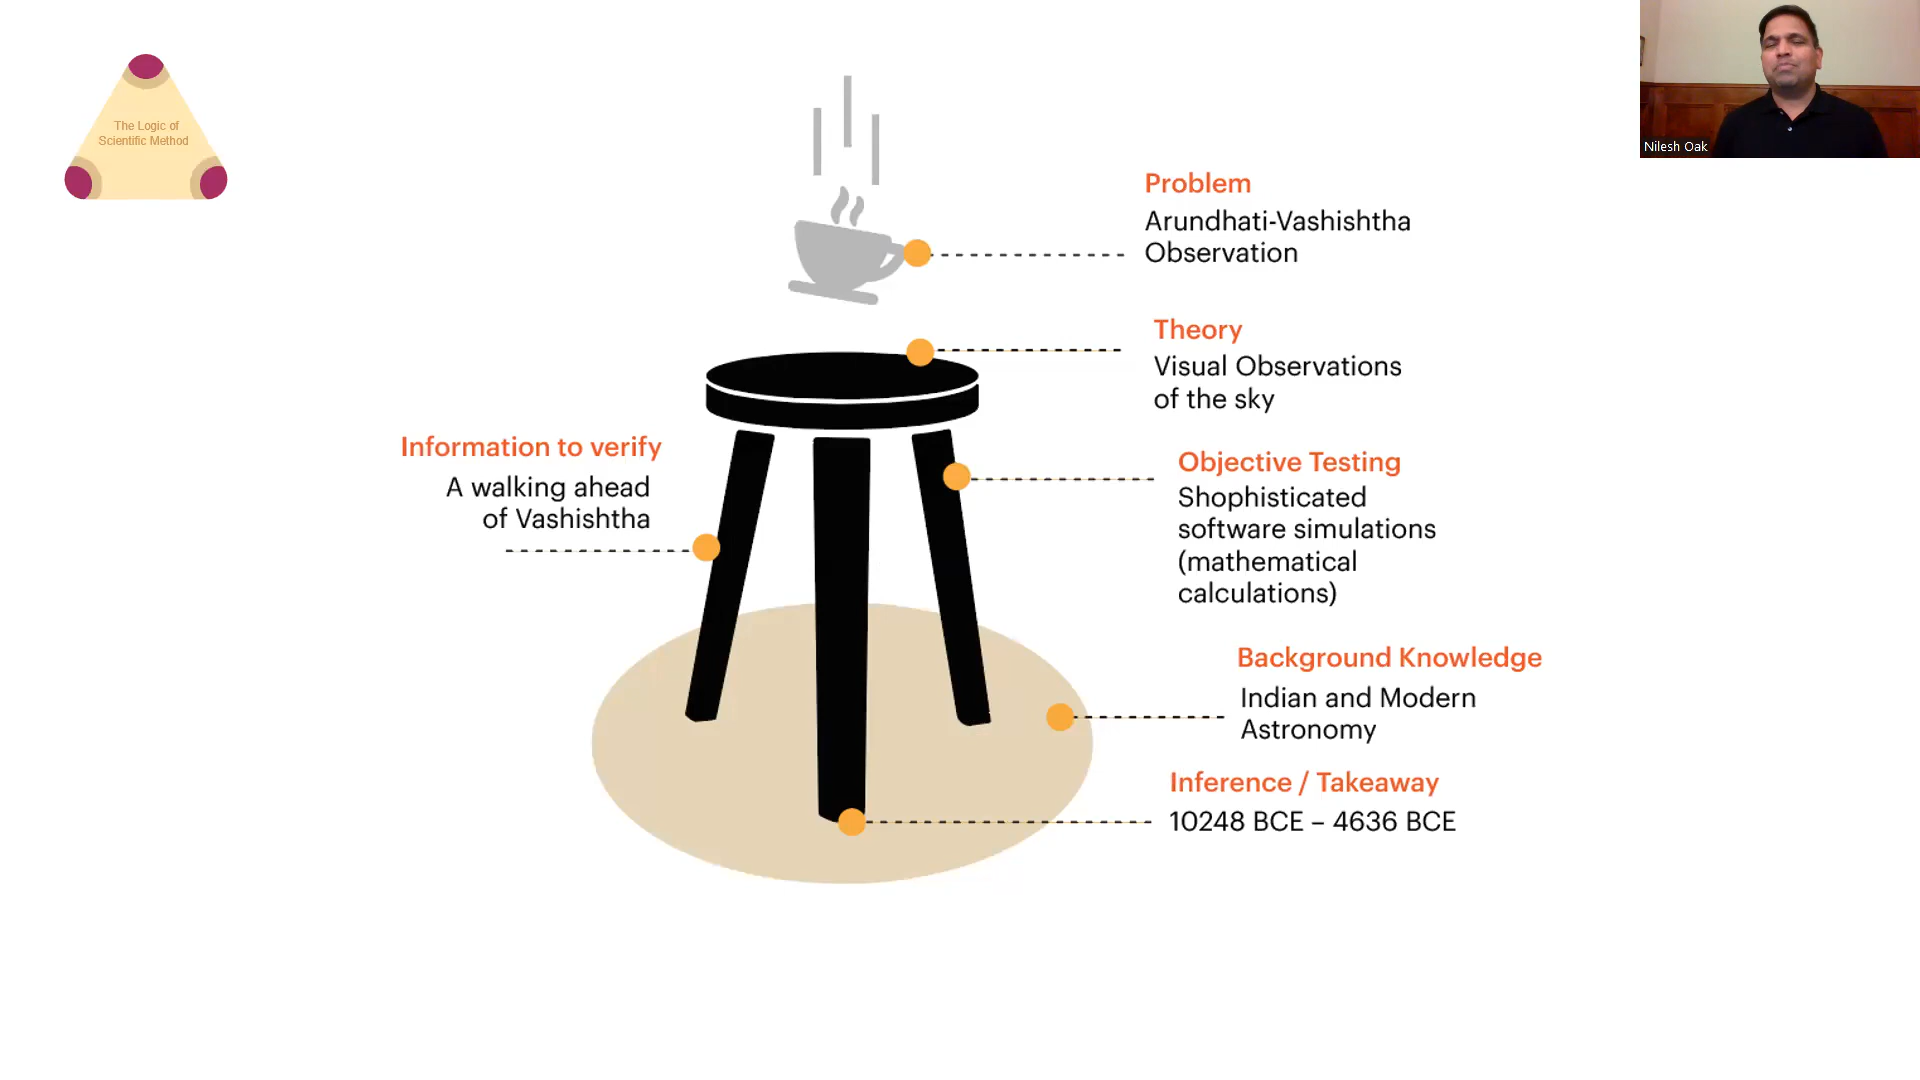 The Logic of
Scientific Method
Nilesh Oak
Problem
Arundhati-Vashishtha
Observation
Theory
Visual Observations
of the sky
Information to verify
A walking ahead
of Vashishtha
Objective Testing
Shophisticated
software simulations
(mathematical
calculations)
Background Knowledge
Indian and Modern
Astronomy
Inference / Takeaway
10248 BCE – 4636 BCE